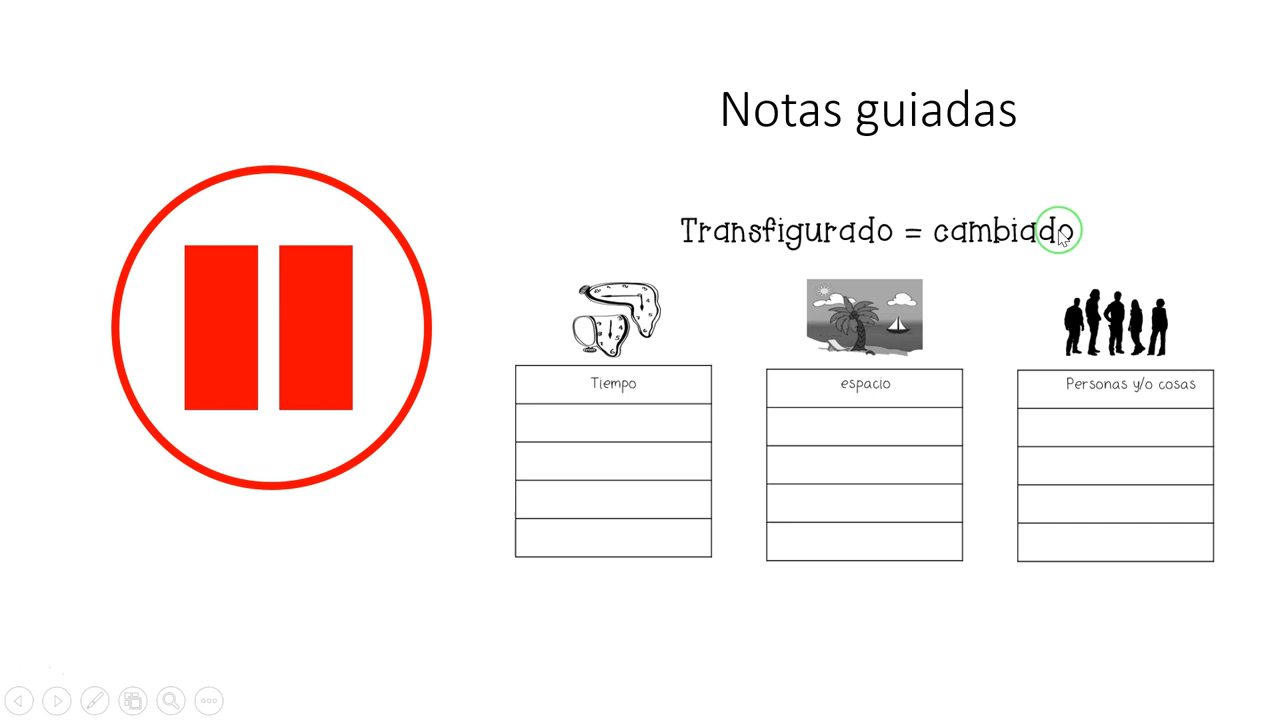 Notas guiadas
Transfigurado = cambiado
Tiempo
espacio
Personas y/o cosas